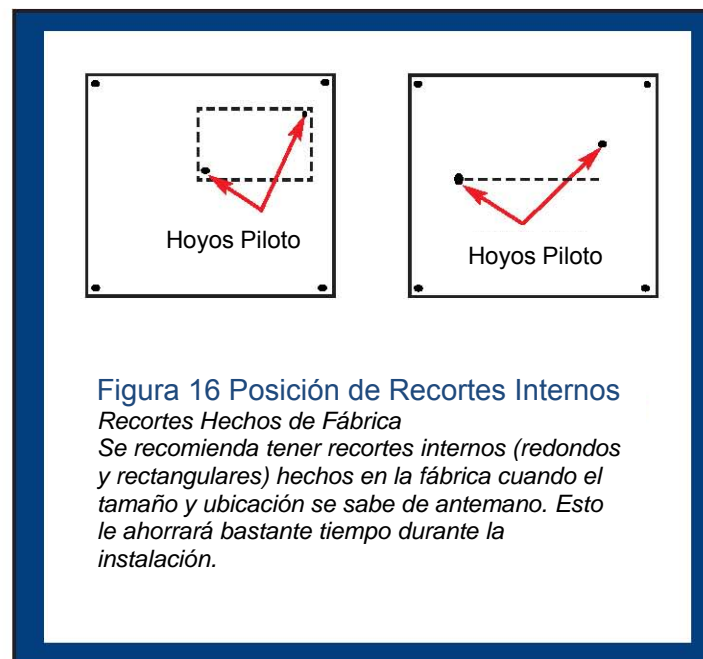 Hoyos Piloto
Hoyos Piloto
Figura 16 Posición de Recortes Internos
Recortes Hechos de Fábrica
Se recomienda tener recortes internos (redondos
y rectangulares) hechos en la fábrica cuando el
tamaño y ubicación se sabe de antemano. Esto
le ahorrará bastante tiempo durante la
instalación.